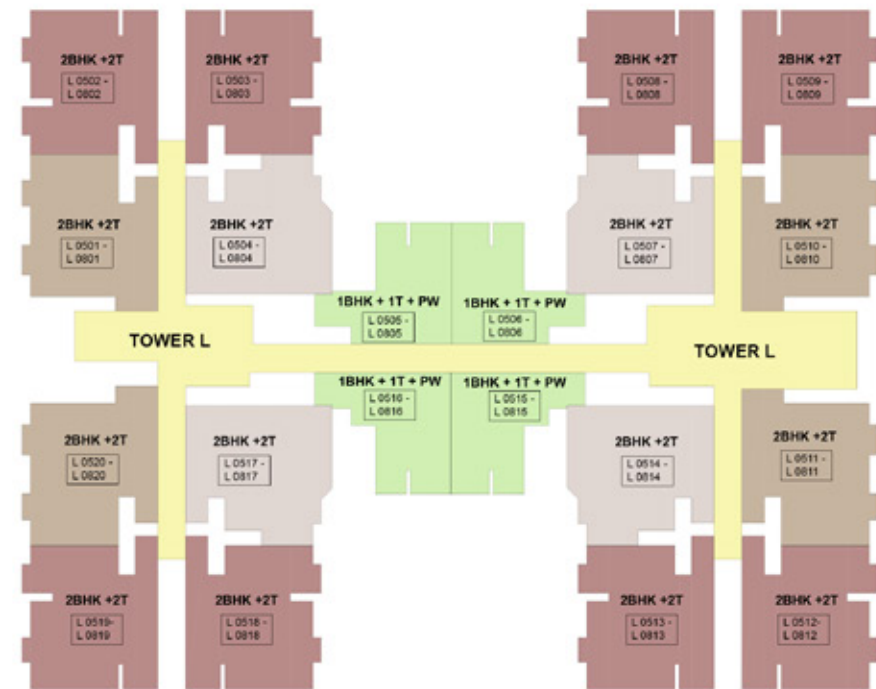 2BHK +2T
L 0502 -
L 0802
2BHK +2T
L 0503 -
L 0803
2BHK +2T
L 0508 -
L 0808
2BHK +2T
L 0509 -
L 0809
2BHK +2T
L 0501 -
L 0801
2BHK +2T
L 0504 -
L 0804
2BHK +2T
L 0507 -
L 0807
2BHK +2T
L 0510 -
L 0810
1BHK + 1T + PW
L 0505 -
L 0805
1BHK + 1T + PW
L 0506 -
L 0806
TOWER L
TOWER L
1BHK + 1T + PW
L 0516 -
L 0816
1BHK + 1T + PW
L 0515 -
L 0815
2BHK +2T
L 0520 -
L 0820
2BHK +2T
L 0517 -
L 0817
2BHK +2T
L 0514 -
L 0814
2BHK +2T
L 0511 -
L 0811
2BHK +2T
L 0519-
L 0819
2BHK +2T
L 0518 -
L 0818
2BHK +2T
L 0513 -
L 0813
2BHK +2T
L 0512-
L 0812